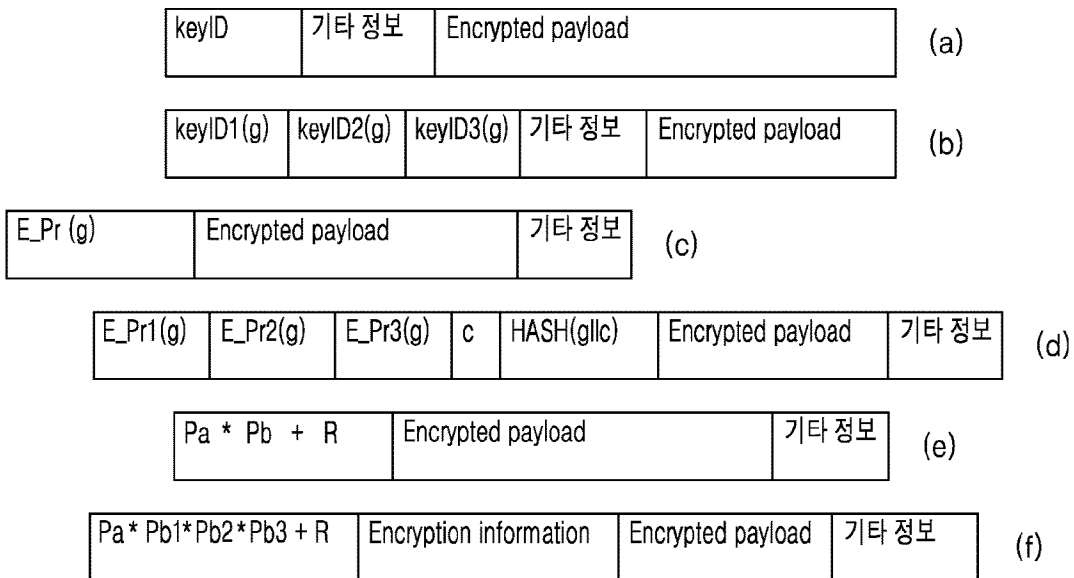 keyID 기타 정보 Encrypted payload (a)
keyID1(g) keyID2(g) keyID3(g) 기타 정보 Encrypted payload (b)
E_Pr (g) Encrypted payload 기타 정보 (c)
E_Pr1(g) E_Pr2(g) E_Pr3(g) c HASH(gllc) Encrypted payload 기타 정보 (d)
Pa * Pb + R Encrypted payload 기타 정보 (e)
Pa* Pb1*Pb2*Pb3 + R Encryption information Encrypted payload 기타 정보 (f)